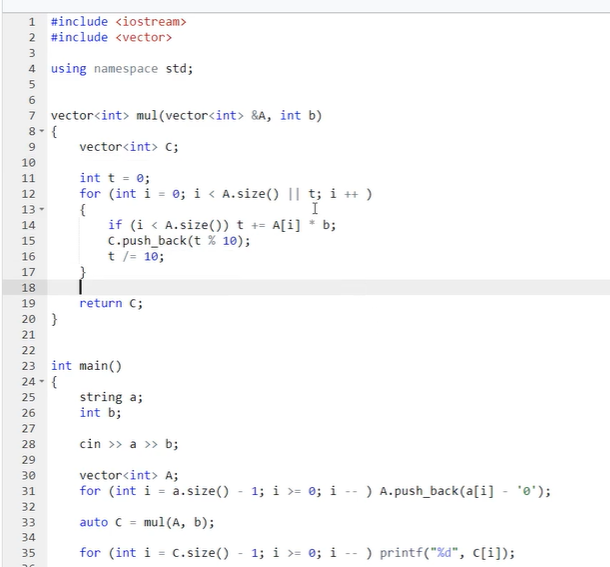 1 #include <iostream>
2 #include <vector>
3
4 using namespace std;
5
6
7 vector<int> mul(vector<int> &A, int b)
8 {
9     vector<int> C;
10
11     int t = 0;
12     for (int i = 0; i < A.size() || t; i ++ )
13     {
14         if (i < A.size()) t += A[i] * b;
15         C.push_back(t % 10);
16         t /= 10;
17     }
18
19     return C;
20 }
21
22
23 int main()
24 {
25     string a;
26     int b;
27
28     cin >> a >> b;
29
30     vector<int> A;
31     for (int i = a.size() - 1; i >= 0; i -- ) A.push_back(a[i] - '0');
32
33     auto C = mul(A, b);
34
35     for (int i = C.size() - 1; i >= 0; i -- ) printf("%d", C[i]);